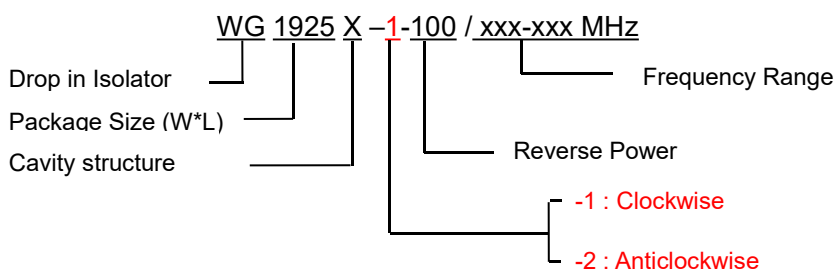 WG 1925 X –1-100 / xxx-xxx MHz
Drop in Isolator
Frequency Range
Package Size (W*L)
Cavity structure
Reverse Power
-1 : Clockwise
-2 : Anticlockwise